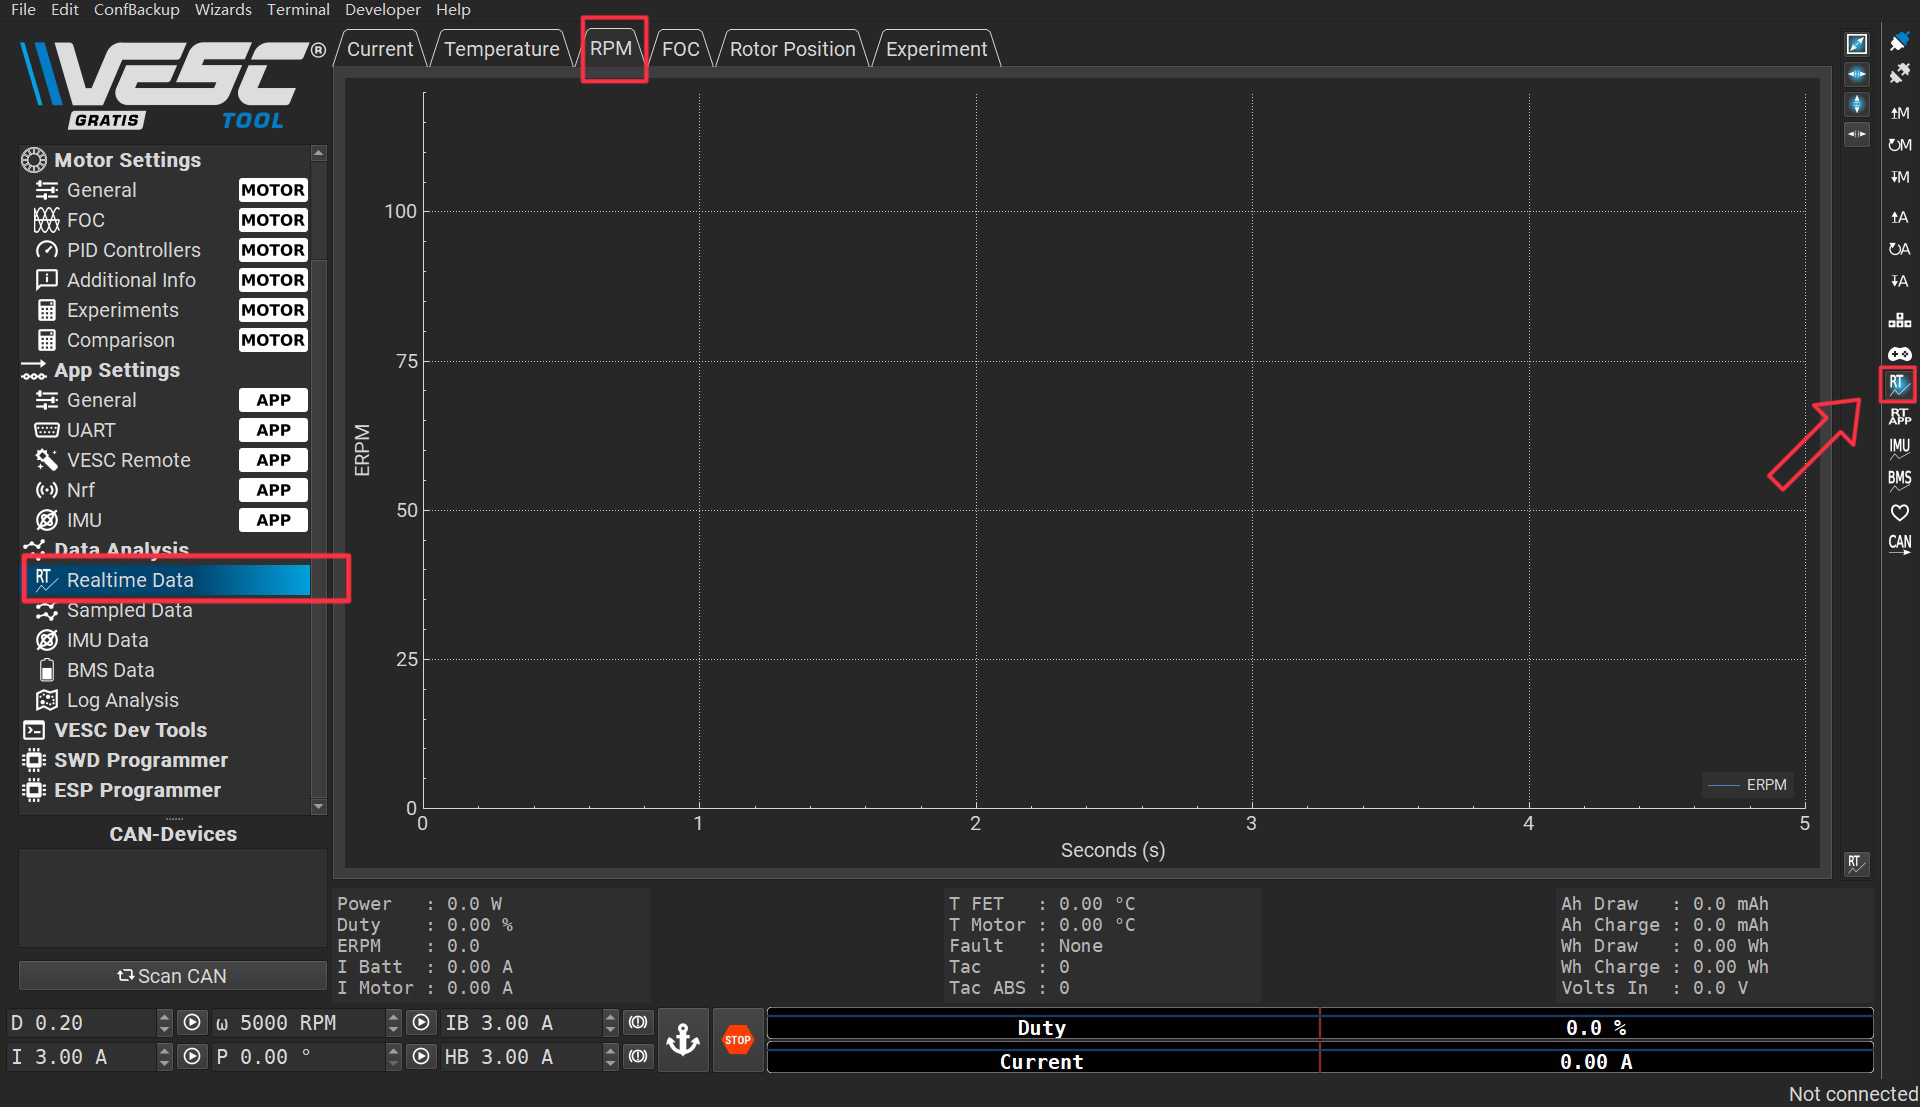 File Edit ConfBackup Wizards Terminal Developer Help
VESC®
GRATIS TOOL
Current Temperature RPM FOC Rotor Position Experiment
Motor Settings
General MOTOR
FOC MOTOR
PID Controllers MOTOR
Additional Info MOTOR
Experiments MOTOR
Comparison MOTOR
App Settings
General APP
UART APP
VESC Remote APP
Nrf APP
IMU APP
Data Analysis
RT Realtime Data
Sampled Data
IMU Data
BMS Data
Log Analysis
VESC Dev Tools
SWD Programmer
ESP Programmer
CAN-Devices
Scan CAN
100
75
50
25
0
ERPM
0 1 2 3 4 5
Seconds (s)
ERPM
M
M
M
A
A
A
RT
RT
APP
IMU
BMS
CAN
RT
Power : 0.0 W
Duty : 0.00 %
ERPM : 0.0
I Batt : 0.00 A
I Motor : 0.00 A
T FET : 0.00 °C
T Motor : 0.00 °C
Fault : None
Tac : 0
Tac ABS : 0
Ah Draw : 0.0 mAh
Ah Charge : 0.0 mAh
Wh Draw : 0.00 Wh
Wh Charge : 0.00 Wh
Volts In : 0.0 V
D 0.20 ω 5000 RPM IB 3.00 A
I 3.00 A P 0.00 ° HB 3.00 A
STOP
Duty 0.0 %
Current 0.00 A
Not connected